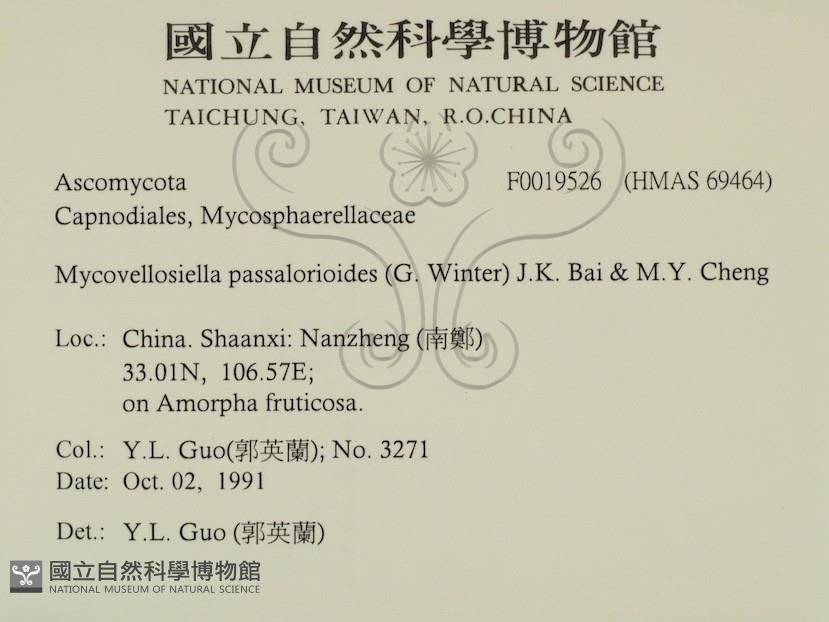 國立自然科學博物館
NATIONAL MUSEUM OF NATURAL SCIENCE
TAICHUNG, TAIWAN, R.O.CHINA
Ascomycota F0019526 (HMAS 69464)
Capnodiales, Mycosphaerellaceae
Mycovellosiella passalorioides (G. Winter) J.K. Bai & M.Y. Cheng
Loc.: China. Shaanxi: Nanzheng (南鄭)
33.01N, 106.57E;
on Amorpha fruticosa.
Col.: Y.L. Guo(郭英蘭); No. 3271
Date: Oct. 02, 1991
Det.: Y.L. Guo (郭英蘭)
國立自然科學博物館
NATIONAL MUSEUM OF NATURAL SCIENCE